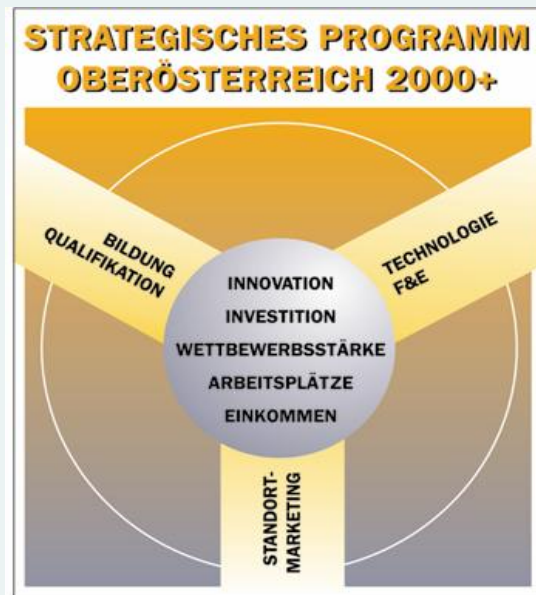 STRATEGISCHES PROGRAMM
OBERÖSTERREICH 2000+
BILDUNG
QUALIFIKATION
TECHNOLOGIE
F&E
INNOVATION
INVESTITION
WETTBEWERBSSTÄRKE
ARBEITSPLÄTZE
EINKOMMEN
STANDORT-
MARKETING